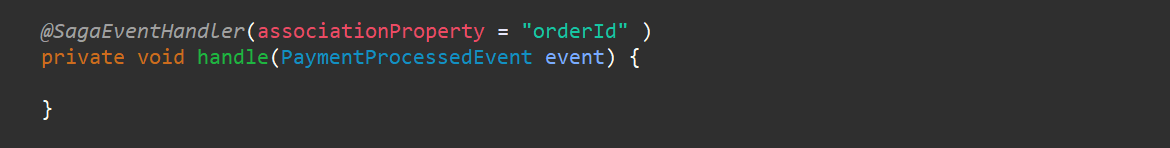 @SagaEventHandler(associationProperty = "orderId" )
private void handle(PaymentProcessedEvent event) {
}